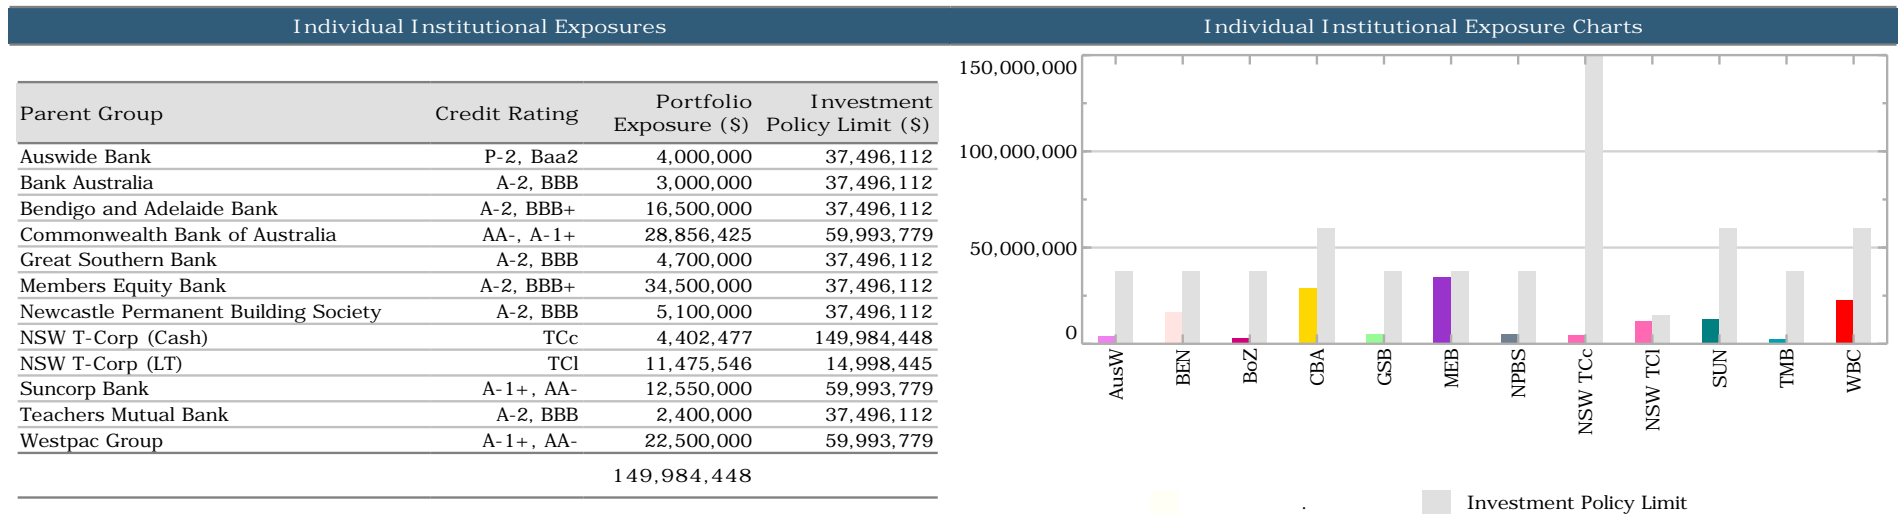 Individual Institutional Exposures
Individual Institutional Exposure Charts
Parent Group Credit Rating Portfolio Exposure ($) Investment Policy Limit ($)
Auswide Bank P-2, Baa2 4,000,000 37,496,112
Bank Australia A-2, BBB 3,000,000 37,496,112
Bendigo and Adelaide Bank A-2, BBB+ 16,500,000 37,496,112
Commonwealth Bank of Australia AA-, A-1+ 28,856,425 59,993,779
Great Southern Bank A-2, BBB 4,700,000 37,496,112
Members Equity Bank A-2, BBB+ 34,500,000 37,496,112
Newcastle Permanent Building Society A-2, BBB 5,100,000 37,496,112
NSW T-Corp (Cash) TCc 4,402,477 149,984,448
NSW T-Corp (LT) TCl 11,475,546 14,998,445
Suncorp Bank A-1+, AA- 12,550,000 59,993,779
Teachers Mutual Bank A-2, BBB 2,400,000 37,496,112
Westpac Group A-1+, AA- 22,500,000 59,993,779
149,984,448
150,000,000
100,000,000
50,000,000
0
AusW
BEN
BoZ
CBA
GSB
MEB
NPBS
NSW TCc
NSW TCl
SUN
TMB
WBC
.
Investment Policy Limit